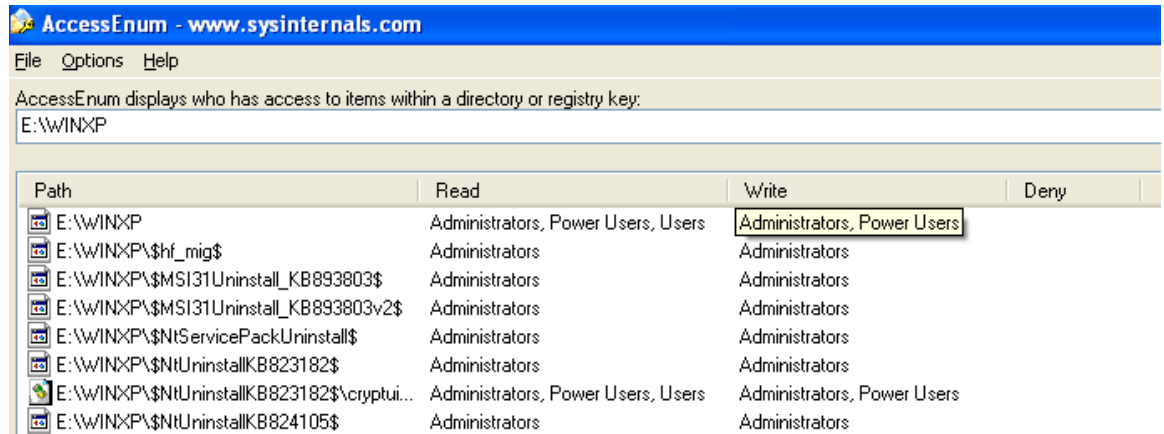 AccessEnum - www.sysinternals.com
File Options Help
AccessEnum displays who has access to items within a directory or registry key:
E:\WINXP
Path Read Write Deny
E:\WINXP Administrators, Power Users, Users Administrators, Power Users
E:\WINXP\$hf_mig$ Administrators Administrators
E:\WINXP\$MSI31Uninstall_KB893803$ Administrators Administrators
E:\WINXP\$MSI31Uninstall_KB893803v2$ Administrators Administrators
E:\WINXP\$NtServicePackUninstall$ Administrators Administrators
E:\WINXP\$NtUninstallKB823182$ Administrators Administrators
E:\WINXP\$NtUninstallKB823182$\cryptui... Administrators, Power Users, Users Administrators, Power Users
E:\WINXP\$NtUninstallKB824105$ Administrators Administrators